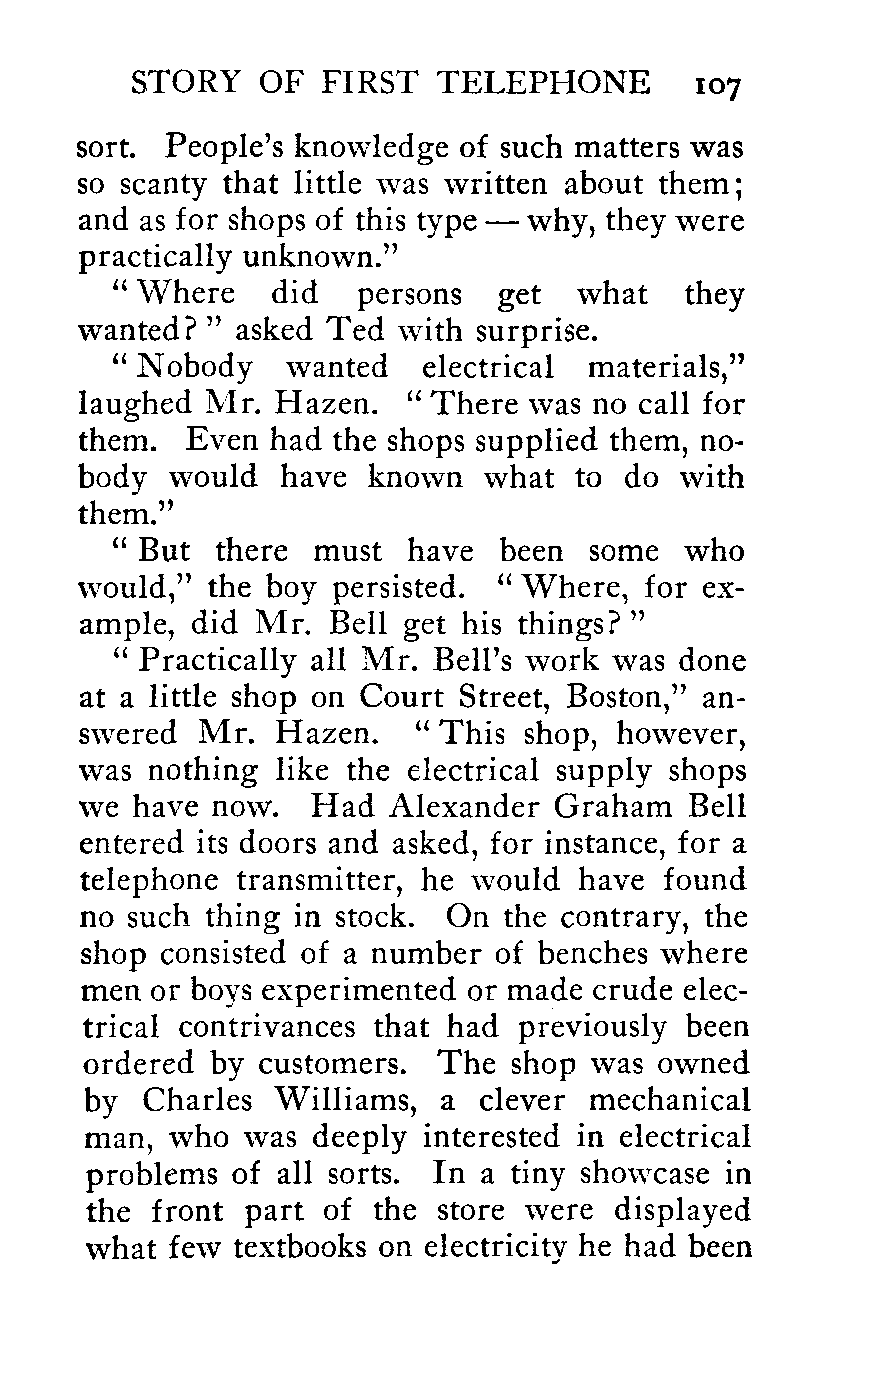 STORY OF FIRST TELEPHONE 107
sort. People's knowledge of such matters was
so scanty that little was written about them;
and as for shops of this type — why, they were
practically unknown."
" Where did persons get what they
wanted? " asked Ted with surprise.
" Nobody wanted electrical materials,"
laughed Mr. Hazen. " There was no call for
them. Even had the shops supplied them, no-
body would have known what to do with
them."
" But there must have been some who
would," the boy persisted. " Where, for ex-
ample, did Mr. Bell get his things? "
" Practically all Mr. Bell's work was done
at a little shop on Court Street, Boston," an-
swered Mr. Hazen. " This shop, however,
was nothing like the electrical supply shops
we have now. Had Alexander Graham Bell
entered its doors and asked, for instance, for a
telephone transmitter, he would have found
no such thing in stock. On the contrary, the
shop consisted of a number of benches where
men or boys experimented or made crude elec-
trical contrivances that had previously been
ordered by customers. The shop was owned
by Charles Williams, a clever mechanical
man, who was deeply interested in electrical
problems of all sorts. In a tiny showcase in
the front part of the store were displayed
what few textbooks on electricity he had been